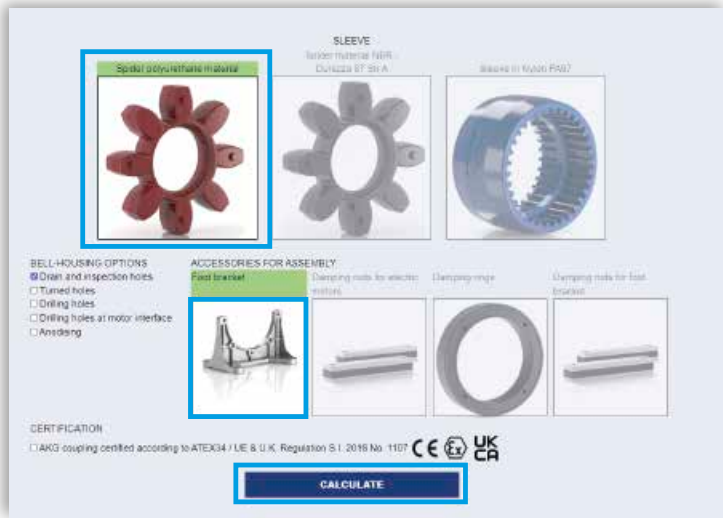 SLEEVE
Spider polyurethane material
Spider material NBR -
Durezza 87 Sh A
Sleeve in Nylon PA67
BELL-HOUSING OPTIONS
Drain and inspection holes
Turned holes
Drilling holes
Drilling holes at motor interface
Anodising
ACCESSORIES FOR ASSEMBLY
Foot bracket
Damping rods for electric
motors
Damping rings
Damping rods for foot
bracket
CERTIFICATION
AKG coupling certified according to ATEX34 / UE & U.K. Regulation S.I. 2016 No. 1107 CE Ex UK
CA
CALCULATE